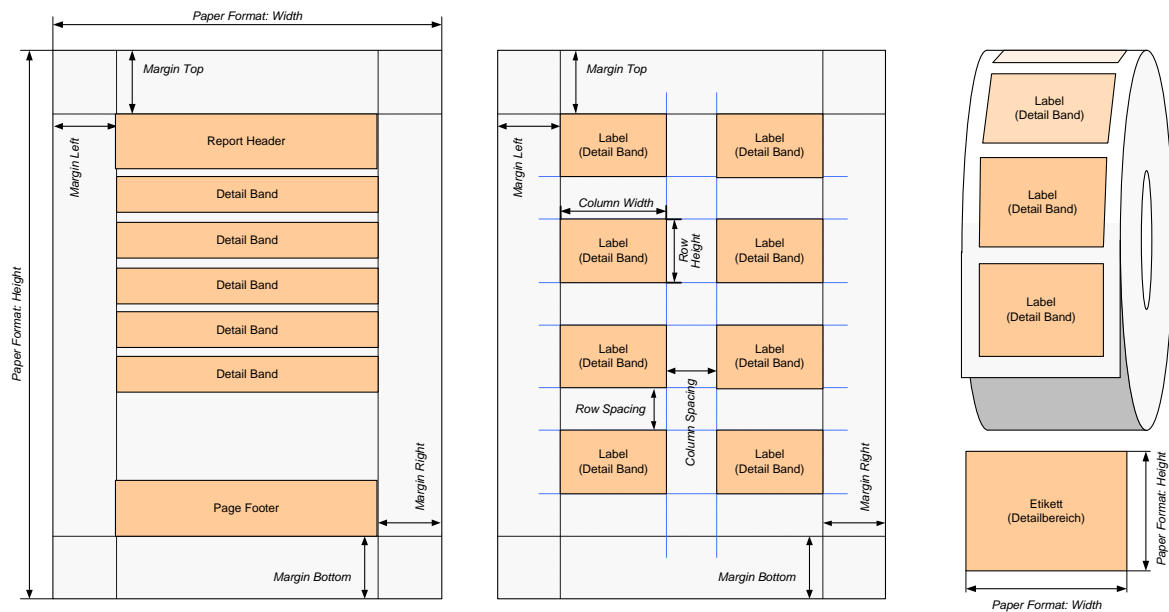 Paper Format: Width
Paper Format: Height
Margin Top
Margin Left
Report Header
Detail Band
Detail Band
Detail Band
Detail Band
Detail Band
Margin Right
Page Footer
Margin Bottom
Margin Top
Margin Left
Label
(Detail Band)
Label
(Detail Band)
Column Width
Label
(Detail Band)
Row
Height
Label
(Detail Band)
Label
(Detail Band)
Label
(Detail Band)
Row Spacing
Column Spacing
Label
(Detail Band)
Label
(Detail Band)
Margin Right
Margin Bottom
Label
(Detail Band)
Label
(Detail Band)
Label
(Detail Band)
Etikett
(Detailbereich)
Paper Format: Height
Paper Format: Width